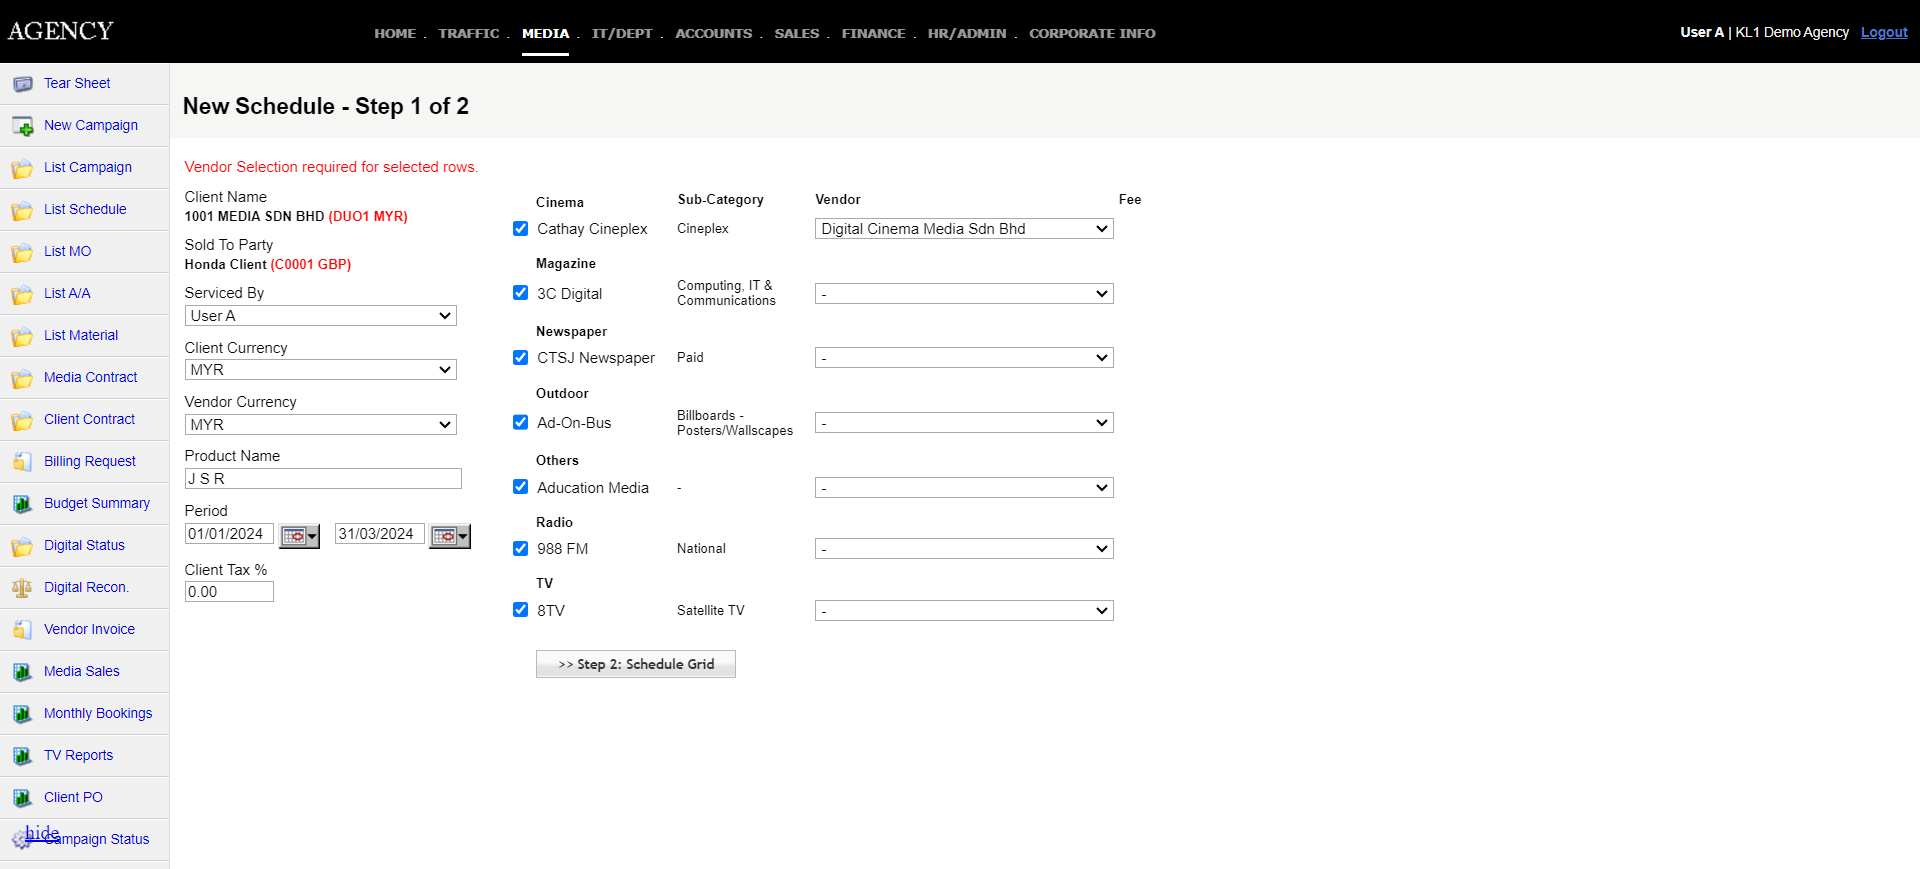 AGENCY
HOME . TRAFFIC . MEDIA . IT/DEPT . ACCOUNTS . SALES . FINANCE . HR/ADMIN . CORPORATE INFO
User A | KL1 Demo Agency Logout
Tear Sheet
New Campaign
List Campaign
List Schedule
List MO
List A/A
List Material
Media Contract
Client Contract
Billing Request
Budget Summary
Digital Status
Digital Recon.
Vendor Invoice
Media Sales
Monthly Bookings
TV Reports
Client PO
hide
Campaign Status
New Schedule - Step 1 of 2
Vendor Selection required for selected rows.
Client Name
1001 MEDIA SDN BHD (DUO1 MYR)
Sold To Party
Honda Client (C0001 GBP)
Serviced By
User A
Client Currency
MYR
Vendor Currency
MYR
Product Name
J S R
Period
01/01/2024 31/03/2024
Client Tax %
0.00
Cinema Sub-Category Vendor Fee
Cathay Cineplex Cineplex Digital Cinema Media Sdn Bhd
Magazine
3C Digital Computing, IT & -
Communications
Newspaper
CTSJ Newspaper Paid -
Outdoor
Ad-On-Bus Billboards - -
Posters/Wallscapes
Others
Aducation Media - -
Radio
988 FM National -
TV
8TV Satellite TV -
>> Step 2: Schedule Grid